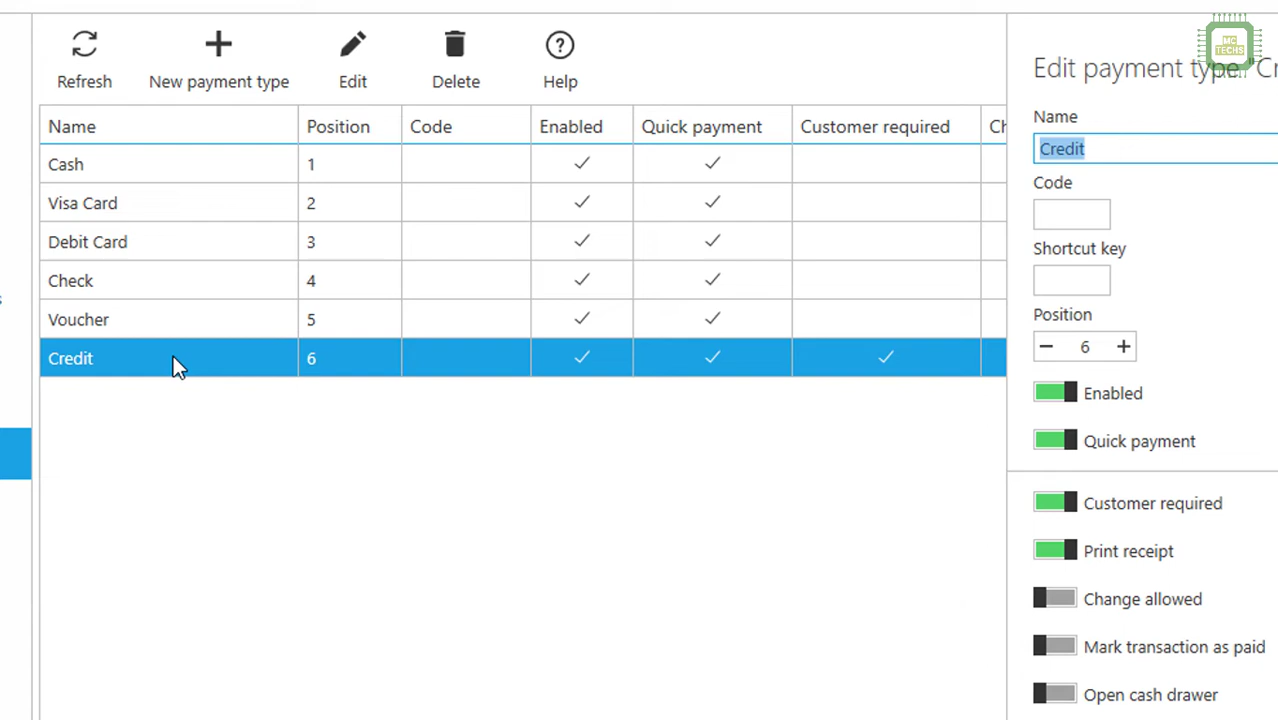 Refresh
New payment type
Edit
Delete
Help
Name Position Code Enabled Quick payment Customer required
Cash 1
Visa Card 2
Debit Card 3
Check 4
Voucher 5
Credit 6
MC
TECHS
Edit payment type
Name
Credit
Code
Shortcut key
Position
6
Enabled
Quick payment
Customer required
Print receipt
Change allowed
Mark transaction as paid
Open cash drawer